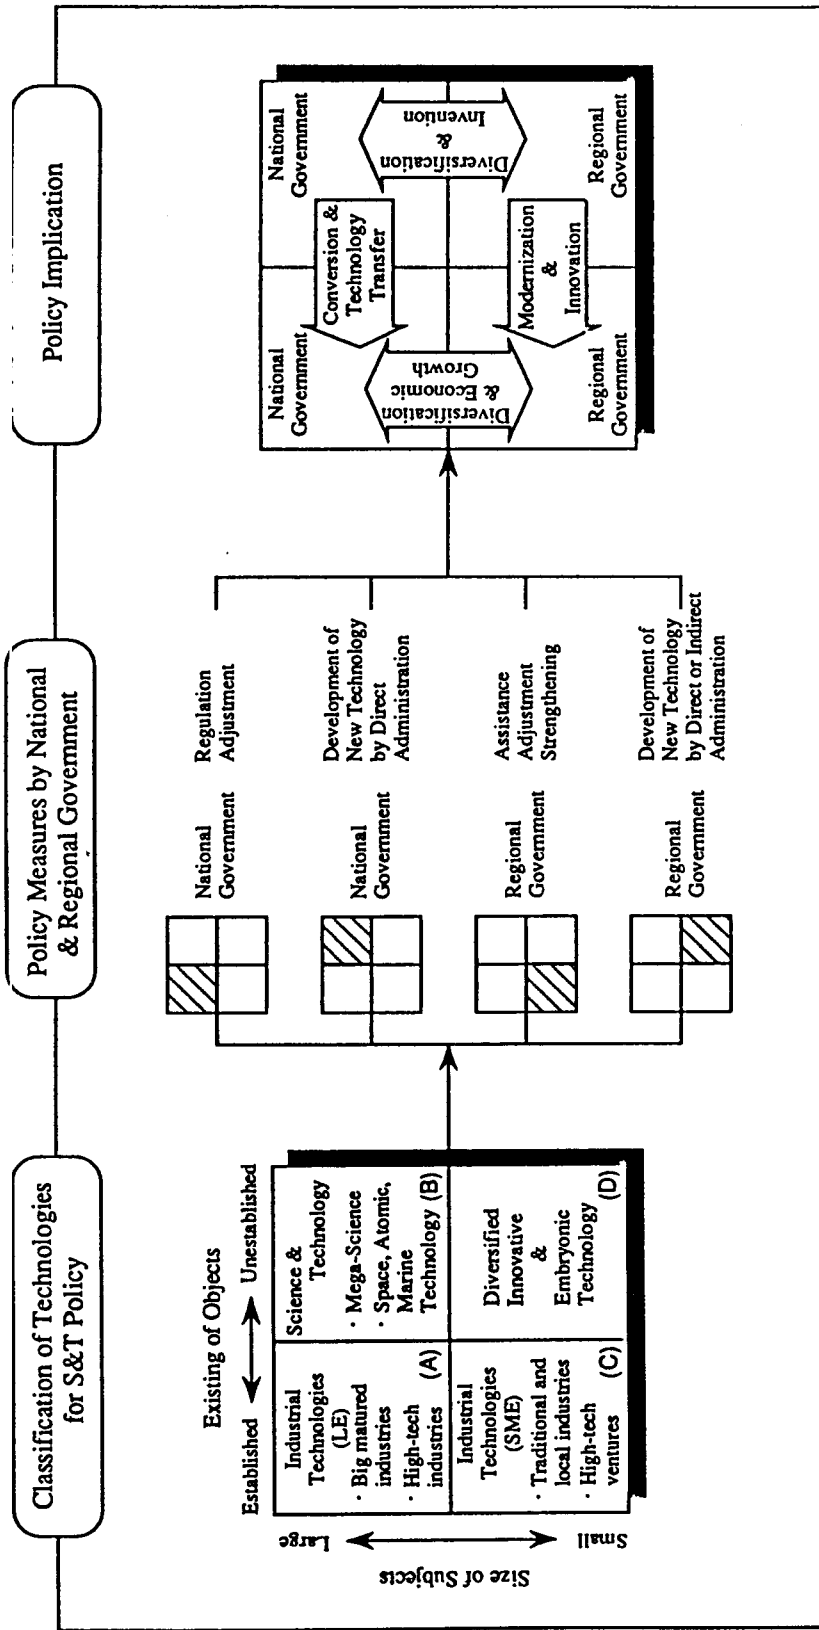 Classification of Technologies
for S&T Policy
Policy Measures by National
& Regional Government
Policy Implication
Existing of Objects
Established
Unestablished
Size of Subjects
Large
Small
Industrial
Technologies
(LE)
· Big matured
industries
· High-tech
industries
(A)
Science &
Technology
· Mega-Science
· Space, Atomic,
Marine
Technology
(B)
Industrial
Technologies
(SME)
· Traditional and
local industries
· High-tech
ventures
(C)
Diversified
Innovative
&
Embryonic
Technology
(D)
National
Government
Regulation
Adjustment
National
Government
Development of
New Technology
by Direct
Administration
Regional
Government
Assistance
Adjustment
Strengthening
Regional
Government
Development of
New Technology
by Direct or Indirect
Administration
National
Government
Conversion &
Technology
Transfer
National
Government
Diversification
& Economic
Growth
Diversification
&
Invention
Regional
Government
Modernization
&
Innovation
Regional
Government